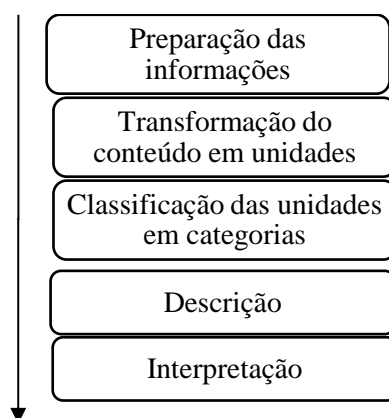 Preparação das
informações
Transformação do
conteúdo em unidades
Classificação das unidades
em categorias
Descrição
Interpretação